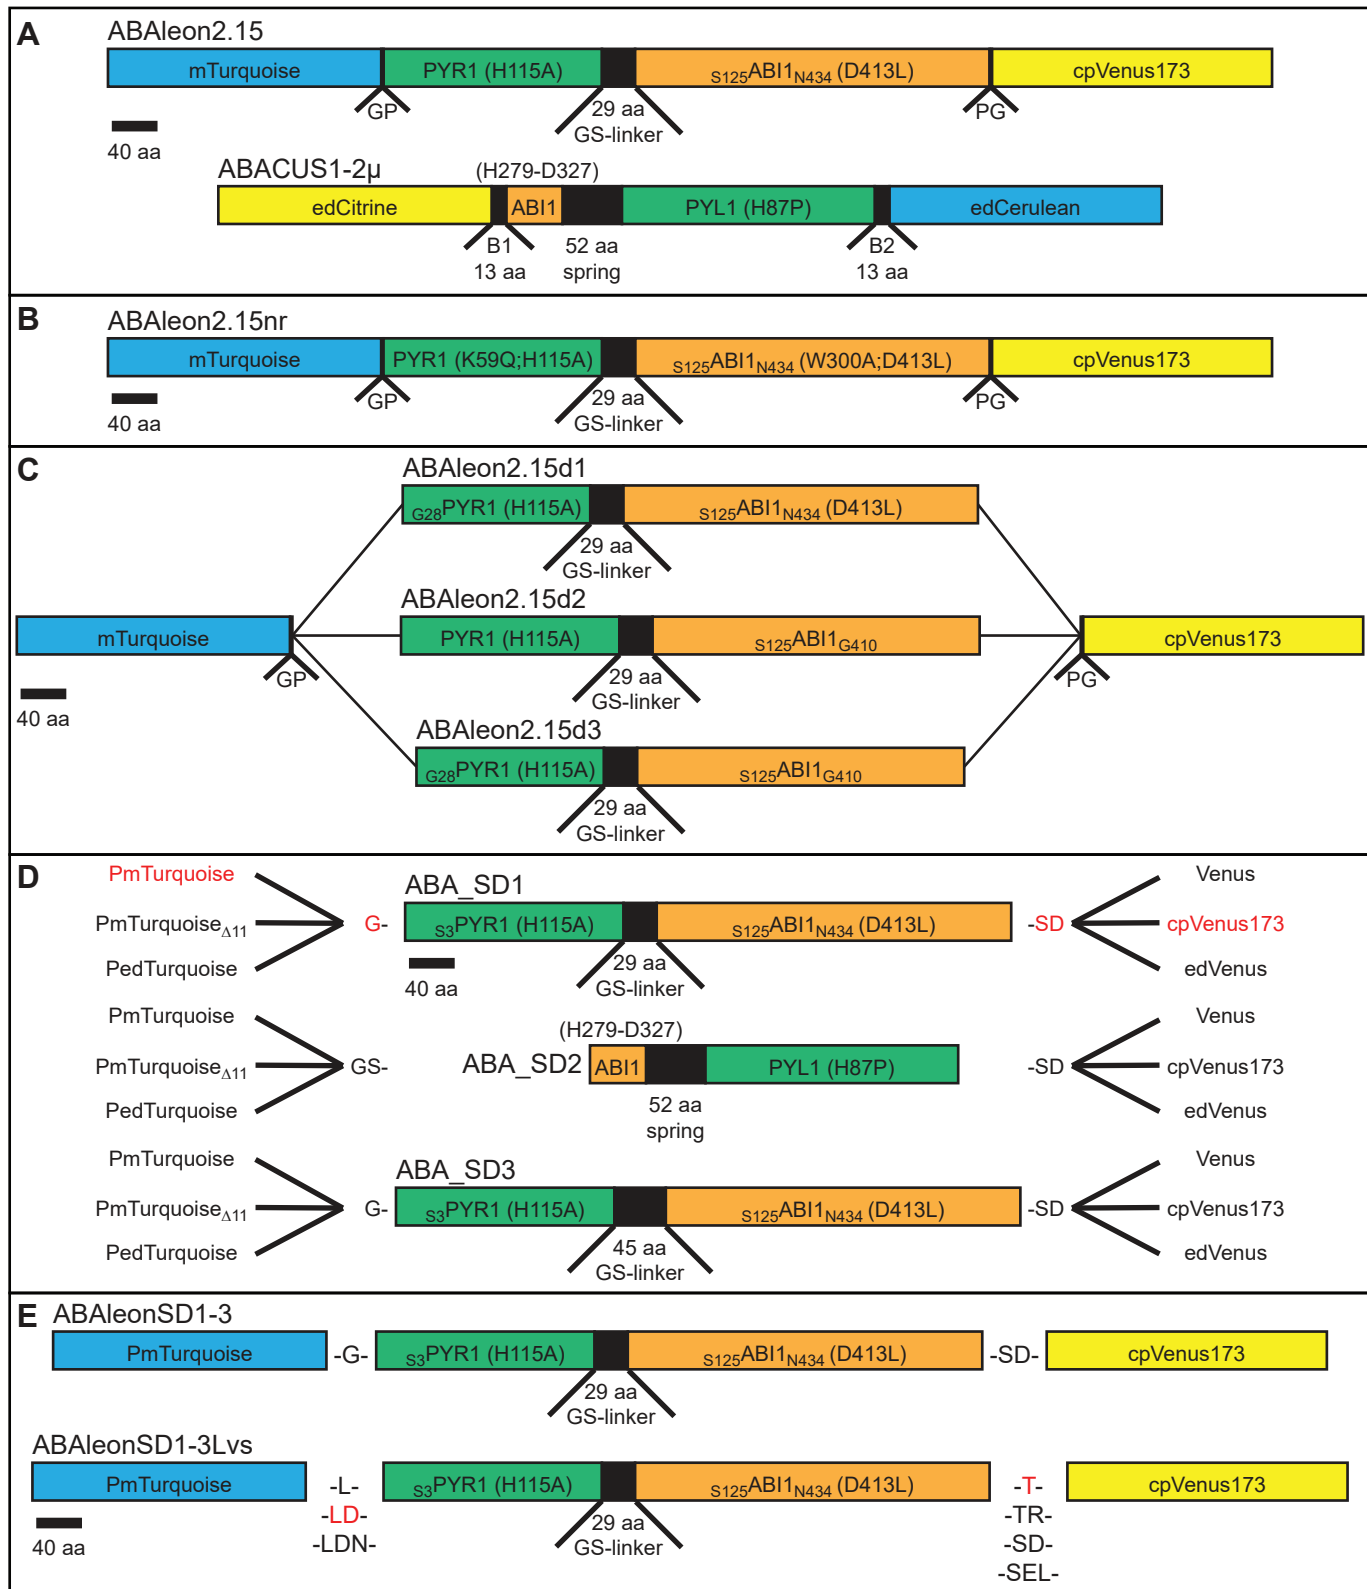 A
ABAleon2.15
mTurquoise
PYR1 (H115A)
S125ABI1N434 (D413L)
cpVenus173
GP
29 aa
GS-linker
PG
40 aa
ABACUS1-2µ
(H279-D327)
edCitrine
ABI1
PYL1 (H87P)
edCerulean
B1
13 aa
52 aa
spring
B2
13 aa
B
ABAleon2.15nr
mTurquoise
PYR1 (K59Q;H115A)
S125ABI1N434 (W300A;D413L)
cpVenus173
GP
29 aa
GS-linker
PG
40 aa
C
ABAleon2.15d1
G28PYR1 (H115A)
S125ABI1N434 (D413L)
29 aa
GS-linker
ABAleon2.15d2
mTurquoise
PYR1 (H115A)
S125ABI1G410
cpVenus173
GP
29 aa
GS-linker
PG
40 aa
ABAleon2.15d3
G28PYR1 (H115A)
S125ABI1G410
29 aa
GS-linker
D
PmTurquoise
PmTurquoiseΔ11
PedTurquoise
G-
ABA_SD1
S3PYR1 (H115A)
S125ABI1N434 (D413L)
40 aa
29 aa
GS-linker
-SD
Venus
cpVenus173
edVenus
PmTurquoise
PmTurquoiseΔ11
PedTurquoise
GS-
(H279-D327)
ABA_SD2
ABI1
PYL1 (H87P)
52 aa
spring
-SD
Venus
cpVenus173
edVenus
PmTurquoise
PmTurquoiseΔ11
PedTurquoise
G-
ABA_SD3
S3PYR1 (H115A)
S125ABI1N434 (D413L)
45 aa
GS-linker
-SD
Venus
cpVenus173
edVenus
E
ABAleonSD1-3
PmTurquoise
-G-
S3PYR1 (H115A)
S125ABI1N434 (D413L)
-SD-
cpVenus173
29 aa
GS-linker
ABAleonSD1-3Lvs
PmTurquoise
-L-
-LD-
-LDN-
S3PYR1 (H115A)
S125ABI1N434 (D413L)
-T-
-TR-
-SD-
-SEL-
cpVenus173
29 aa
GS-linker
40 aa